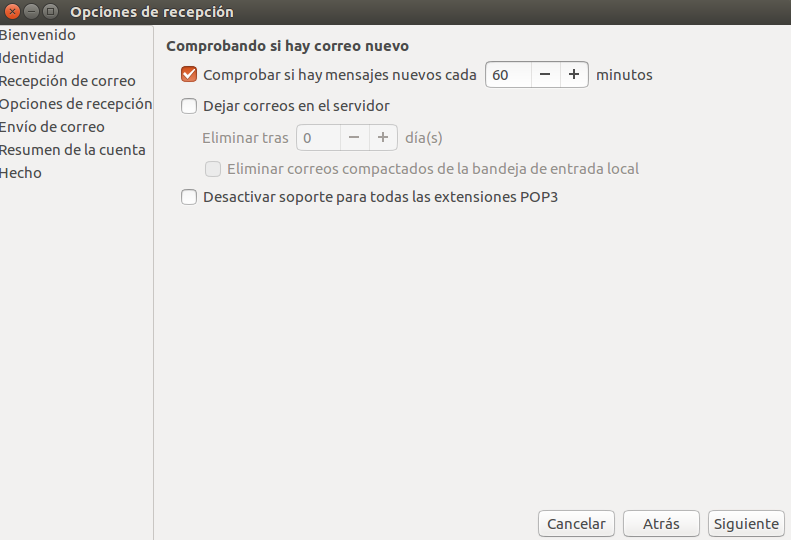 Opciones de recepción
Bienvenido
Identidad
Recepción de correo
Opciones de recepción
Envío de correo
Resumen de la cuenta
Hecho
Comprobando si hay correo nuevo
Comprobar si hay mensajes nuevos cada 60 − + minutos
Dejar correos en el servidor
Eliminar tras 0 − + día(s)
Eliminar correos compactados de la bandeja de entrada local
Desactivar soporte para todas las extensiones POP3
Cancelar Atrás Siguiente